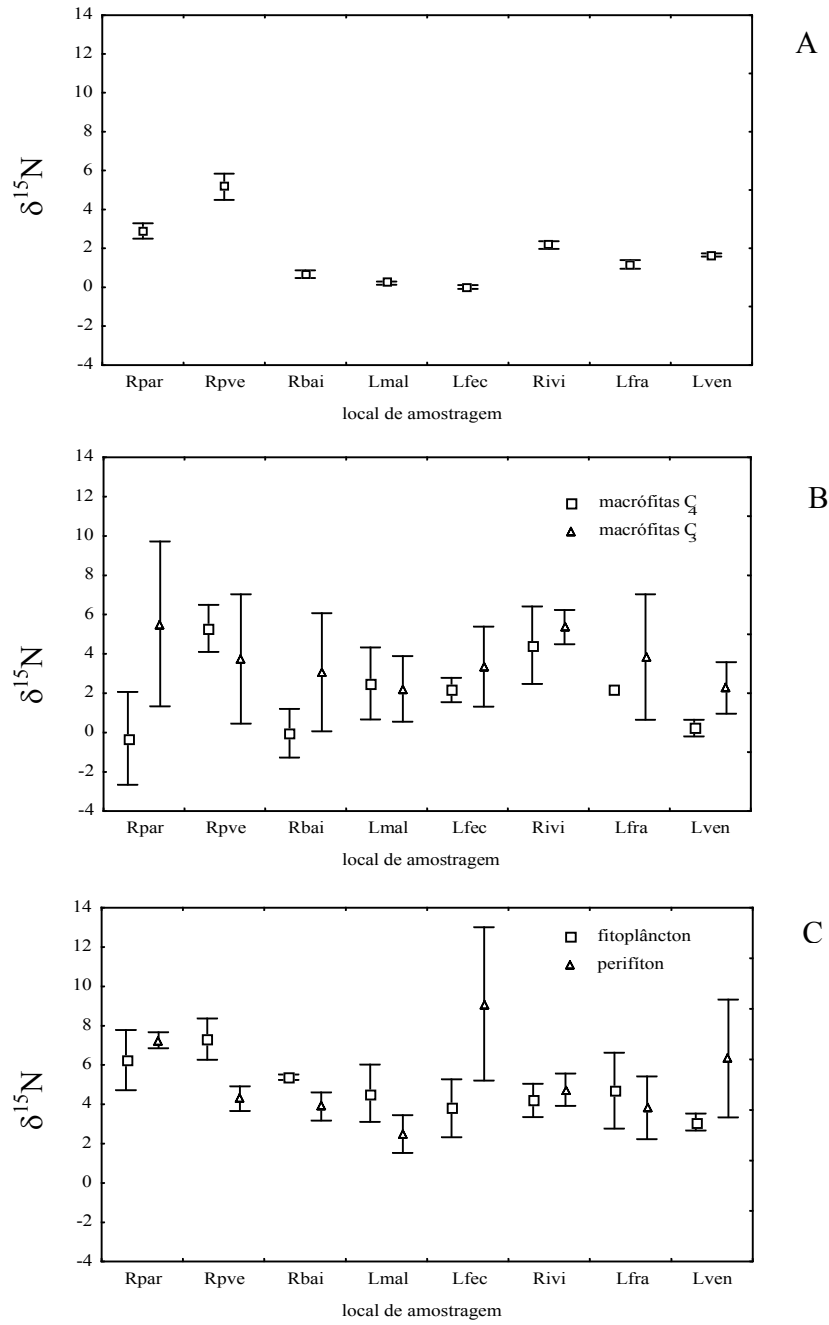 A
14
12
10
8
6
4
2
0
-2
-4
δ15N
Rpar Rpve Rbai Lmal Lfec Rivi Lfra Lven
local de amostragem
B
14
12
10
8
6
4
2
0
-2
-4
δ15N
macrófitas C4
macrófitas C3
Rpar Rpve Rbai Lmal Lfec Rivi Lfra Lven
local de amostragem
C
14
12
10
8
6
4
2
0
-2
-4
δ15N
fitoplâncton
perifíton
Rpar Rpve Rbai Lmal Lfec Rivi Lfra Lven
local de amostragem